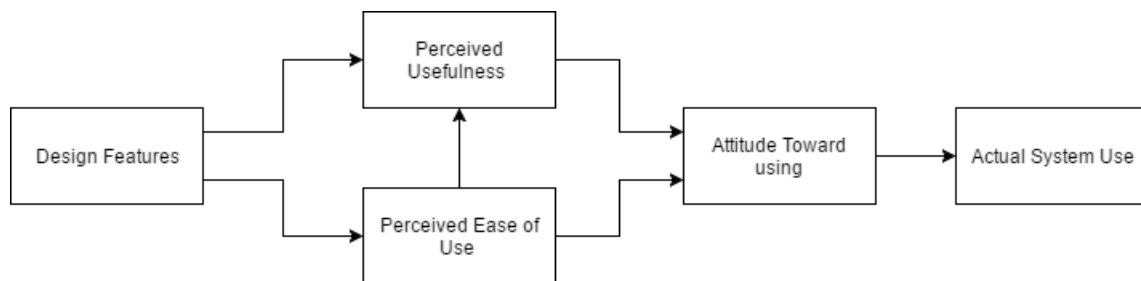 Perceived
Usefulness
Design Features
Perceived Ease of
Use
Attitude Toward
using
Actual System Use